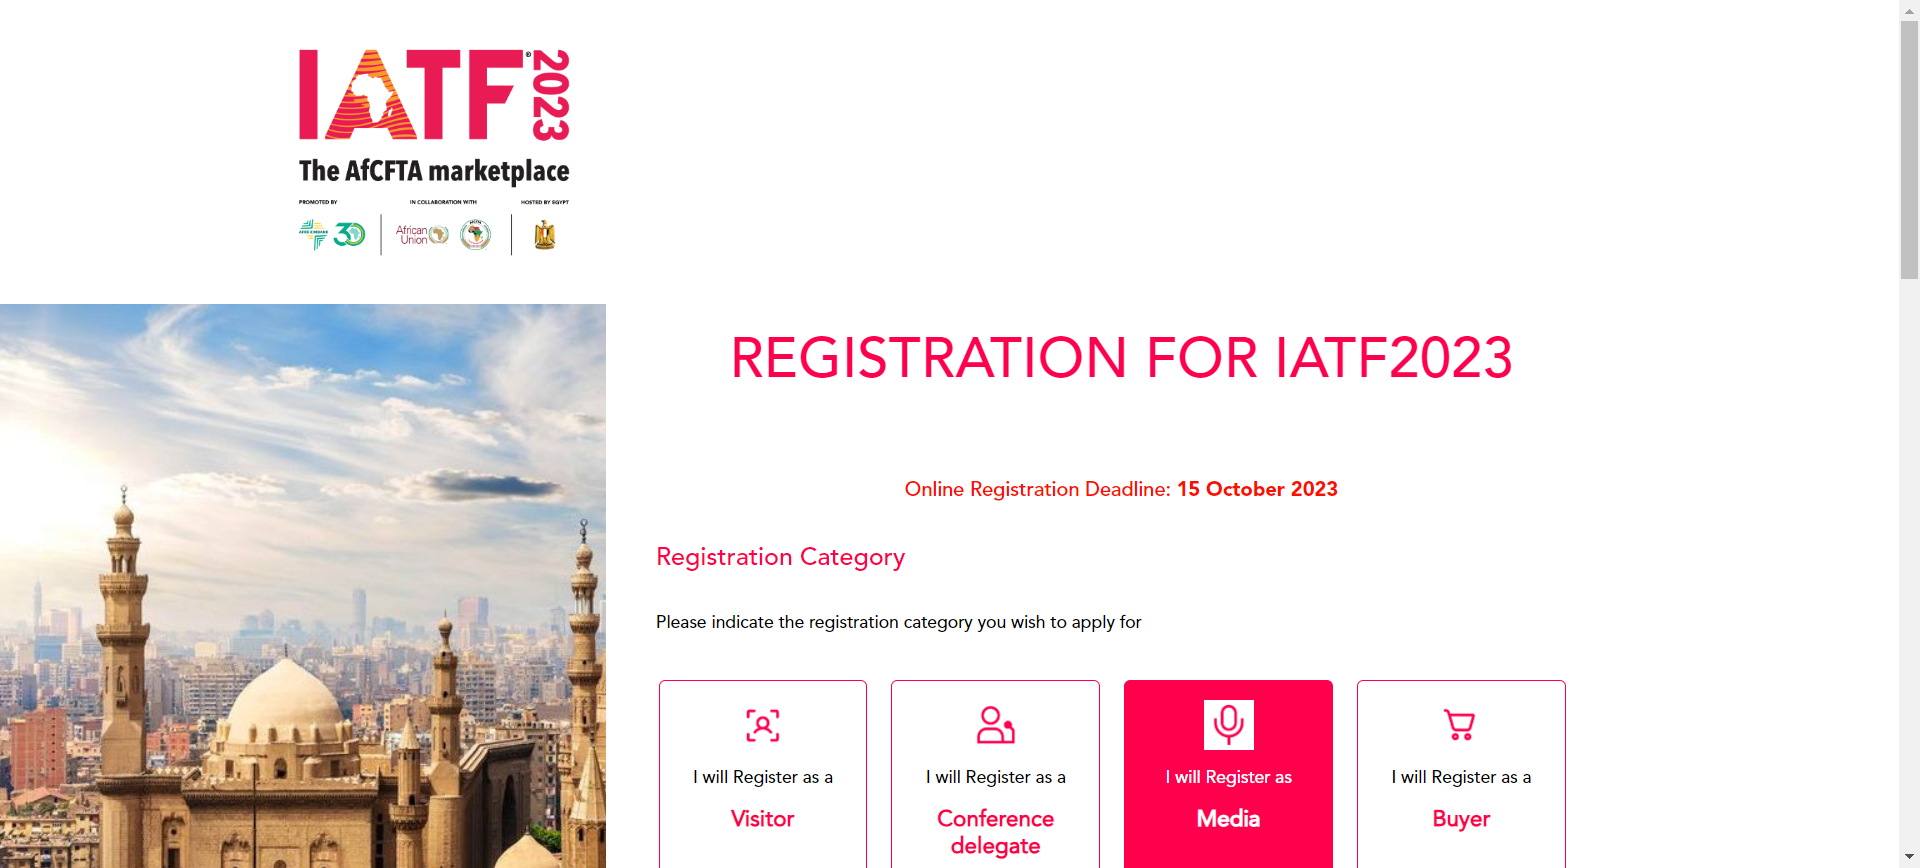 IATF® 2023
The AfCFTA marketplace
PROMOTED BY
IN COLLABORATION WITH
HOSTED BY EGYPT
30
African
Union
REGISTRATION FOR IATF2023
Online Registration Deadline: 15 October 2023
Registration Category
Please indicate the registration category you wish to apply for
I will Register as a
Visitor
I will Register as a
Conference
delegate
I will Register as
Media
I will Register as a
Buyer